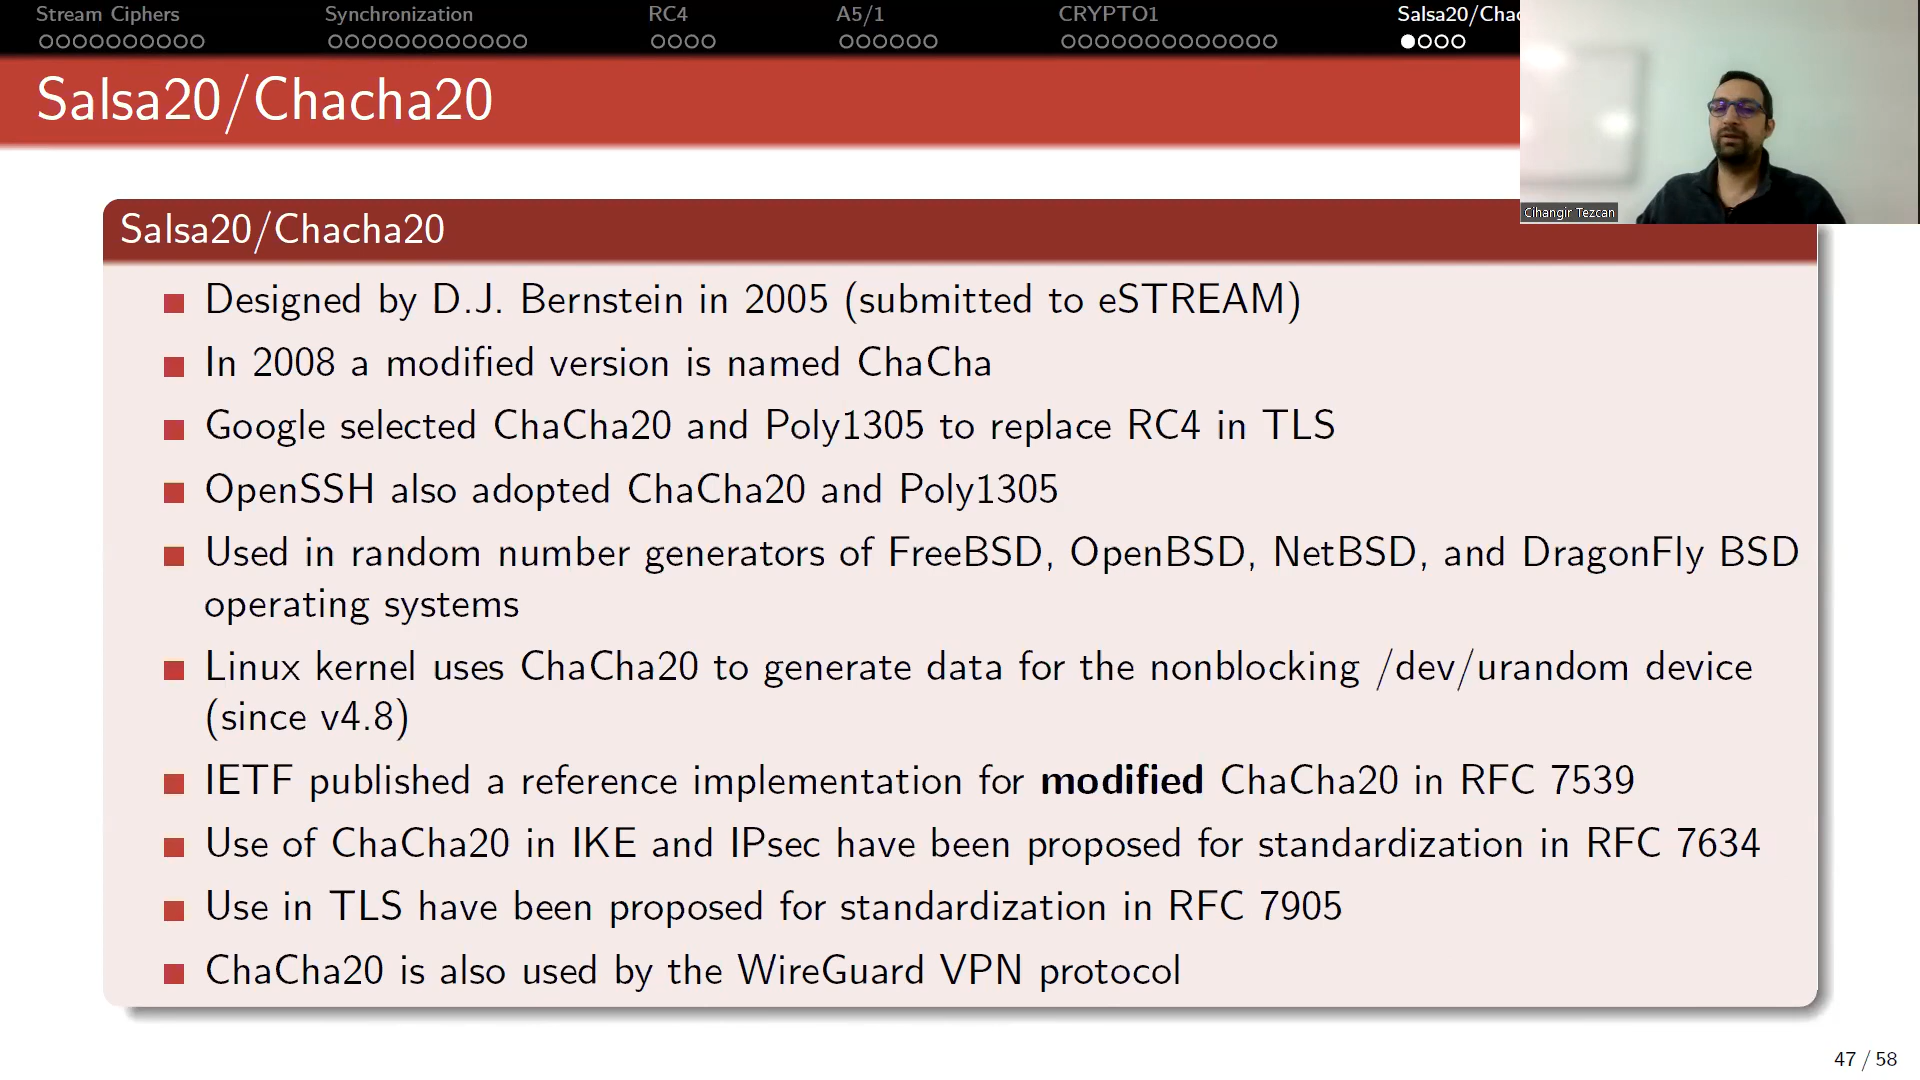 Stream Ciphers
Synchronization
RC4
A5/1
CRYPTO1
Salsa20/Chac
Salsa20/Chacha20
Cihangir Tezcan
Salsa20/Chacha20
Designed by D.J. Bernstein in 2005 (submitted to eSTREAM)
In 2008 a modified version is named ChaCha
Google selected ChaCha20 and Poly1305 to replace RC4 in TLS
OpenSSH also adopted ChaCha20 and Poly1305
Used in random number generators of FreeBSD, OpenBSD, NetBSD, and DragonFly BSD
operating systems
Linux kernel uses ChaCha20 to generate data for the nonblocking /dev/urandom device
(since v4.8)
IETF published a reference implementation for modified ChaCha20 in RFC 7539
Use of ChaCha20 in IKE and IPsec have been proposed for standardization in RFC 7634
Use in TLS have been proposed for standardization in RFC 7905
ChaCha20 is also used by the WireGuard VPN protocol
47 / 58